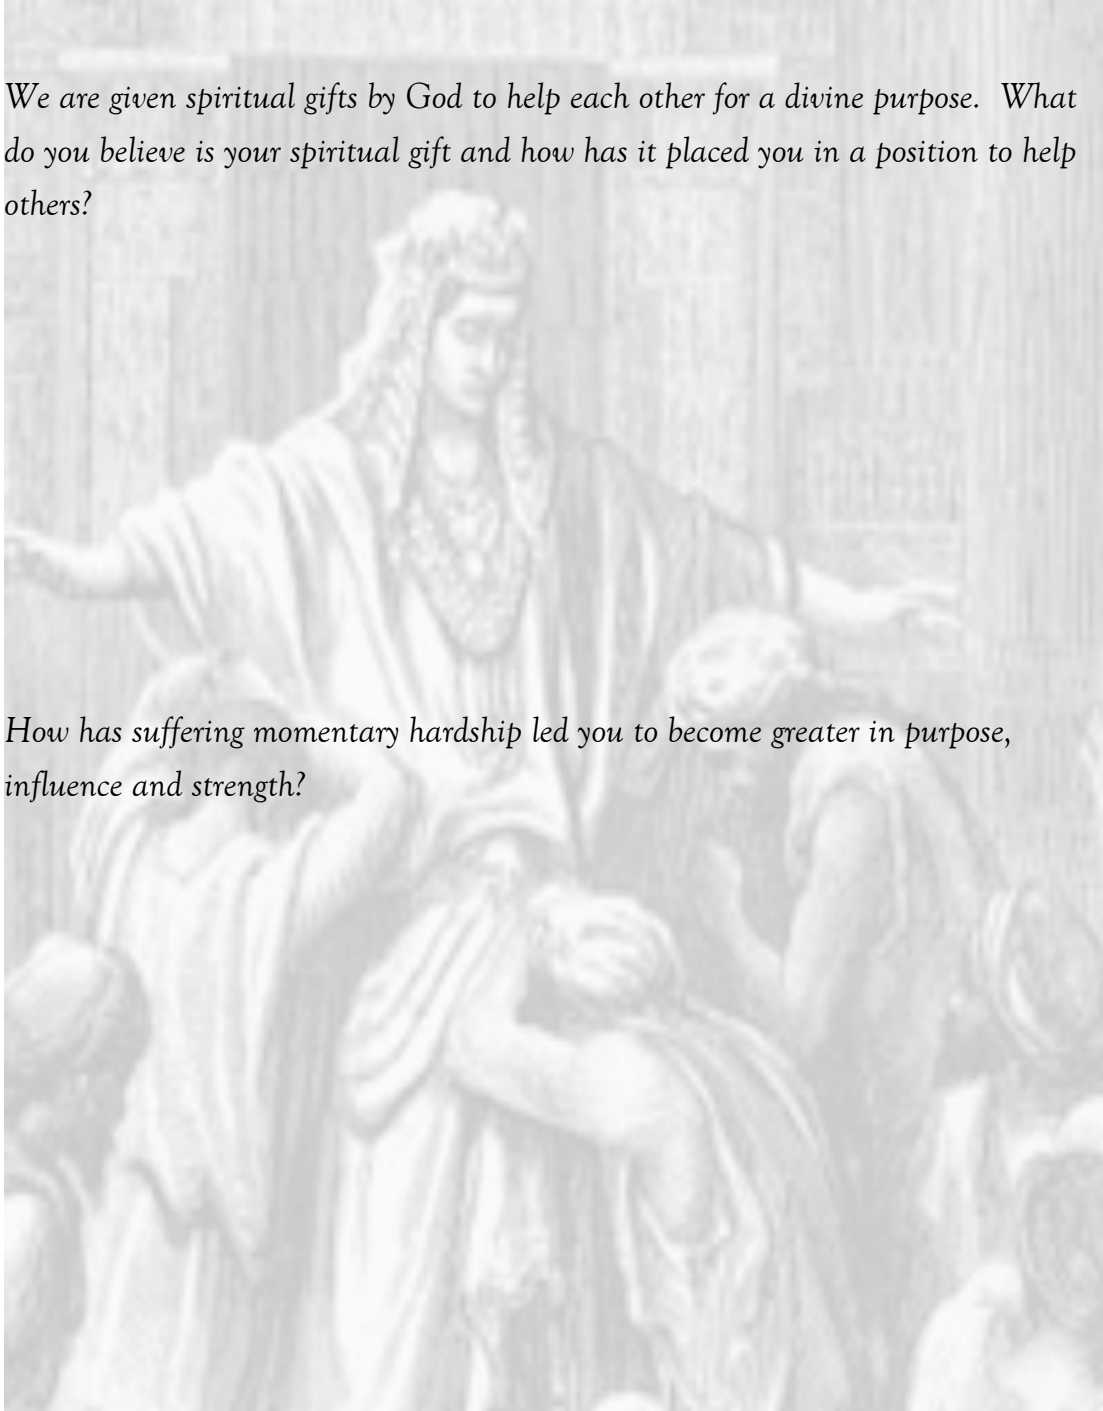 We are given spiritual gifts by God to help each other for a divine purpose.  What
do you believe is your spiritual gift and how has it placed you in a position to help
others?
How has suffering momentary hardship led you to become greater in purpose,
influence and strength?